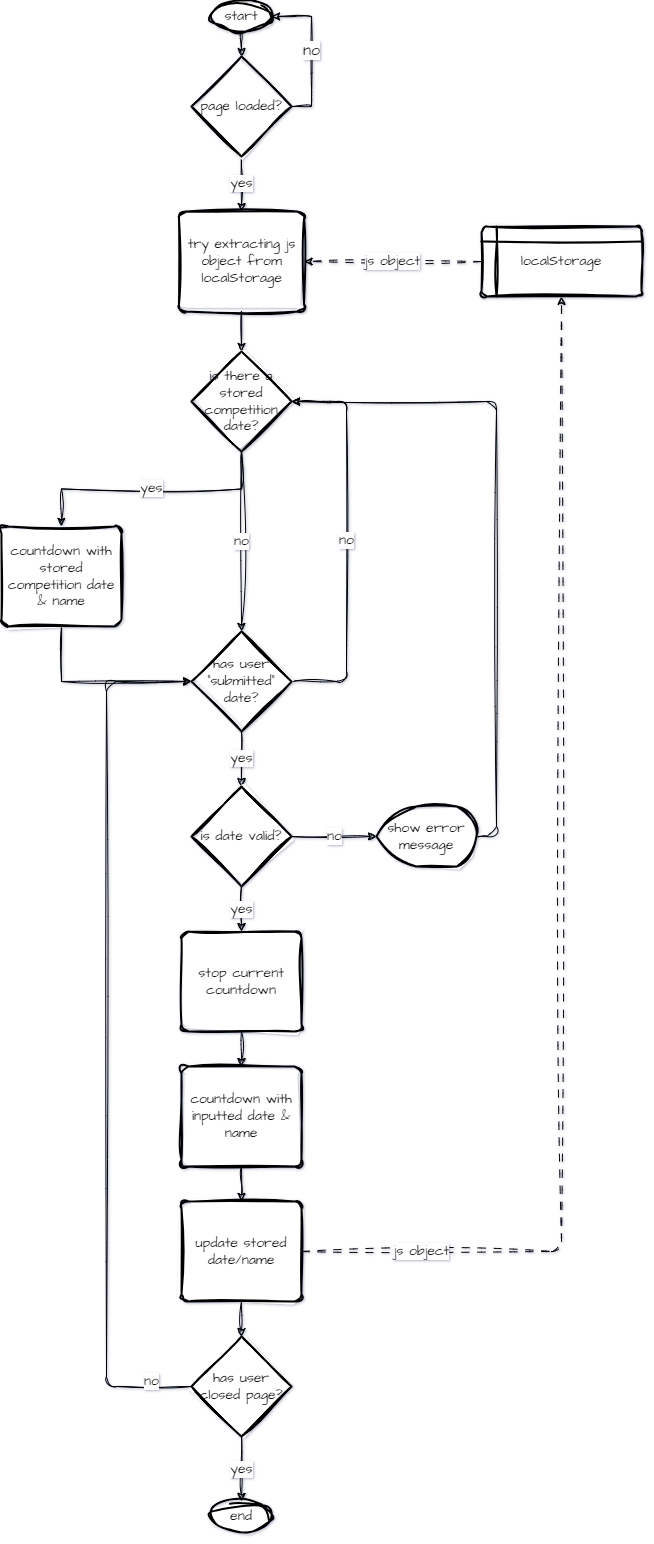 start
no
page loaded?
yes
try extracting js
object from
localStorage
js object
localStorage
is there a
stored
competition
date?
yes
no
no
countdown with
stored
competition date
& name
has user
"submitted"
date?
yes
is date valid?
no
show error
message
yes
stop current
countdown
countdown with
inputted date &
name
update stored
date/name
js object
has user
closed page?
no
yes
end